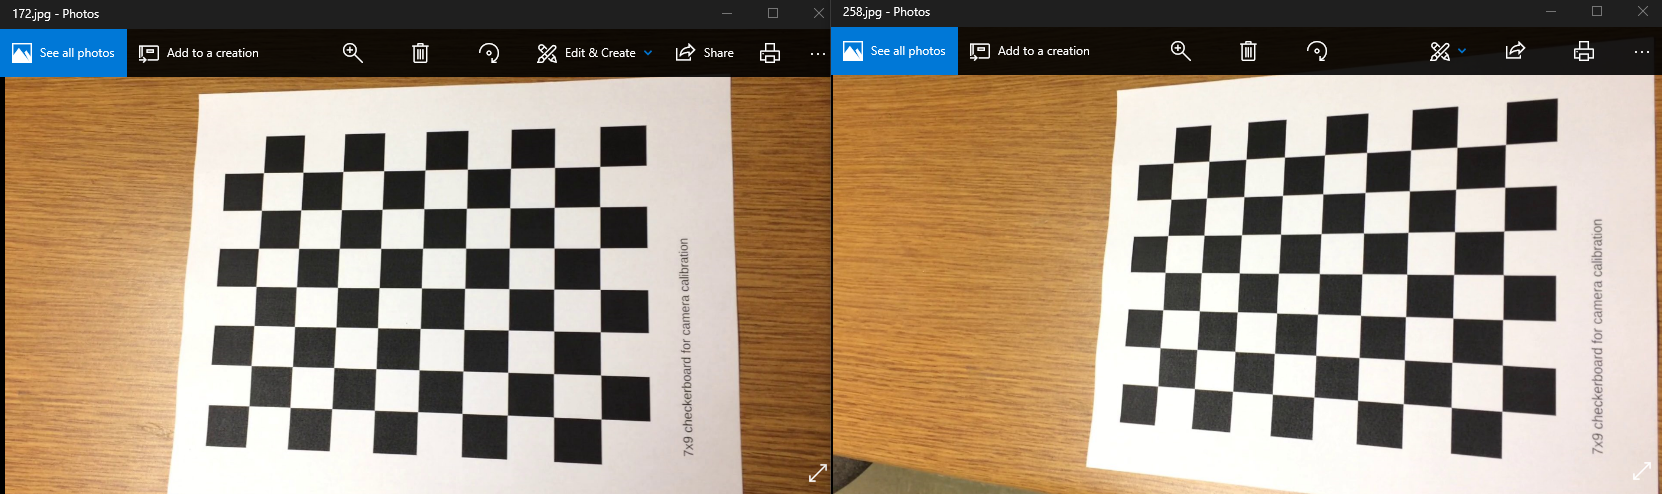 172.jpg - Photos
See all photos
Add to a creation
Edit & Create
Share
7x9 checkerboard for camera calibration
258.jpg - Photos
See all photos
Add to a creation
7x9 checkerboard for camera calibration